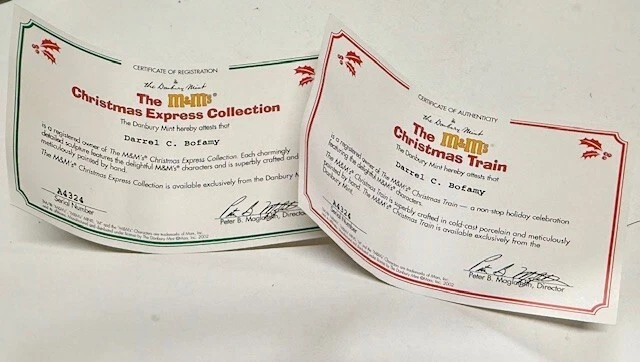 CERTIFICATE OF REGISTRATION
The Danbury Mint
The M&M's
Christmas Express Collection
The Danbury Mint hereby attests that
Darrel C. Bofamy
is a registered owner of The M&M's® Christmas Express Collection. Each charmingly
detailed sculpture features the delightful M&M's® characters and is superbly crafted and
meticulously painted by hand.
The M&M's® Christmas Express Collection is available exclusively from the Danbury M
A4324
Serial Number
Peter B. Maglathlin, Director
CERTIFICATE OF AUTHENTICITY
The Danbury Mint
The M&M's
Christmas Train
The Danbury Mint hereby attests that
Darrel C. Bofamy
is a registered owner of The M&M's® Christmas Train — a non-stop holiday celebration
featuring the delightful M&M's® characters.
The M&M's® Christmas Train is superbly crafted in cold-cast porcelain and meticulously
painted by hand. The M&M's® Christmas Train is available exclusively from the
Danbury Mint.
A4324
Serial Number
Peter B. Maglathlin, Director